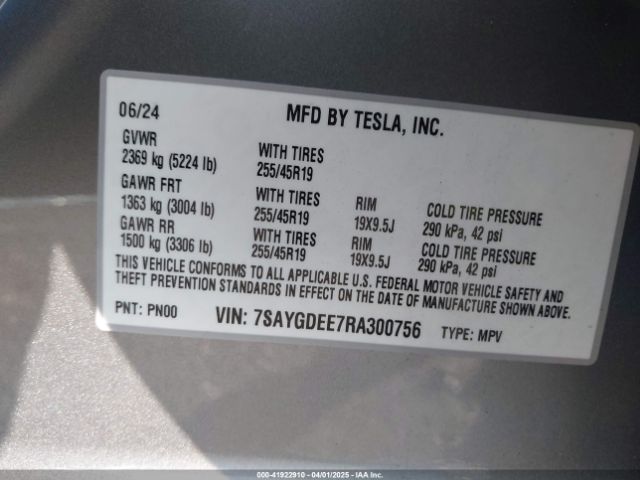 06/24 MFD BY TESLA, INC.
GVWR
2369 kg (5224 lb) WITH TIRES 255/45R19
GAWR FRT
1363 kg (3004 lb) WITH TIRES 255/45R19 RIM 19X9.5J COLD TIRE PRESSURE 290 kPa, 42 psi
GAWR RR
1500 kg (3306 lb) WITH TIRES 255/45R19 RIM 19X9.5J COLD TIRE PRESSURE 290 kPa, 42 psi
THIS VEHICLE CONFORMS TO ALL APPLICABLE U.S. FEDERAL MOTOR VEHICLE SAFETY AND
THEFT PREVENTION STANDARDS IN EFFECT ON THE DATE OF MANUFACTURE SHOWN ABOVE.
PNT: PN00 VIN: 7SAYGDEE7RA300756 TYPE: MPV
000-41922910 - 04/01/2025 - IAA Inc.